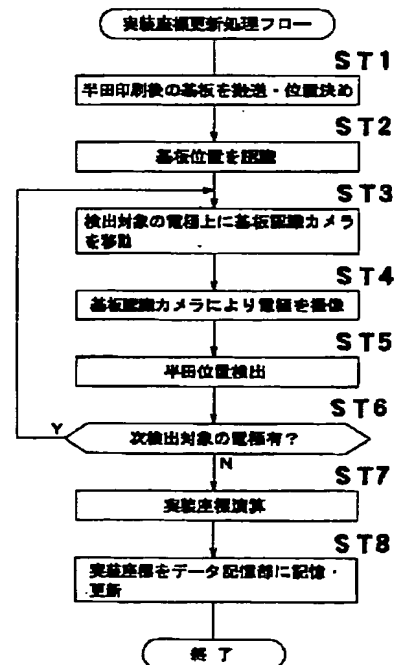 実装座標更新処理フロー
ST1
半田印刷後の基板を搬送・位置決め
ST2
基板位置を認識
ST3
検出対象の電極上に基板認識カメラ
を移動
ST4
基板認識カメラにより電極を撮像
ST5
半田位置検出
ST6
次検出対象の電極有?
Y
N
ST7
実装座標演算
ST8
実装座標をデータ記憶部に記憶・
更新
終了